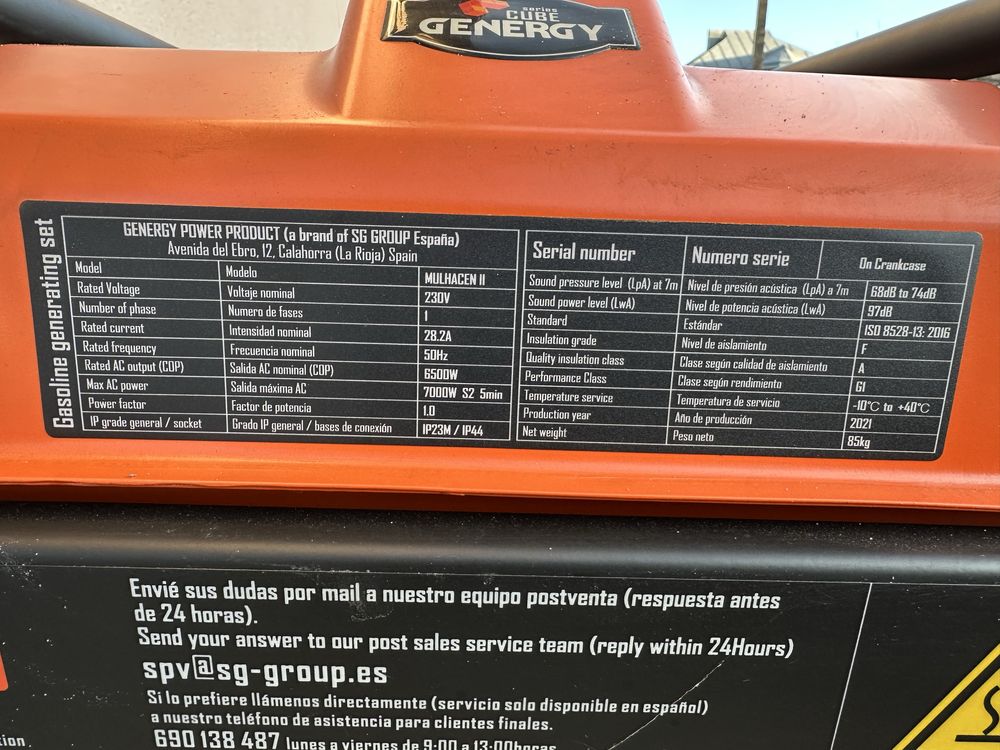 series
CUBE
GENERGY
Gasoline generating set
GENERGY POWER PRODUCT (a brand of SG GROUP España)
Avenida del Ebro, 12, Calahorra (La Rioja) Spain
Model Modelo MULHACEN II
Rated Voltage Voltaje nominal 230V
Number of phase Numero de fases 1
Rated current Intensidad nominal 28.2A
Rated frequency Frecuencia nominal 50Hz
Rated AC output (COP) Salida AC nominal (COP) 6500W
Max AC power Salida máxima AC 7000W S2 5min
Power factor Factor de potencia 1.0
IP grade general / socket Grado IP general / bases de conexión IP23M / IP44
Serial number Numero serie On Crankcase
Sound pressure level (LpA) at 7m Nivel de presión acústica (LpA) a 7m 68dB to 74dB
Sound power level (LwA) Nivel de potencia acústica (LwA) 97dB
Standard Estándar ISO 8528-13: 2016
Insulation grade Nivel de aislamiento F
Quality insulation class Clase según calidad de aislamiento A
Performance Class Clase según rendimiento G1
Temperature service Temperatura de servicio -10°C to +40°C
Production year Año de producción 2021
Net weight Peso neto 85kg
Envié sus dudas por mail a nuestro equipo postventa (respuesta antes
de 24 horas).
Send your answer to our post sales service team (reply within 24Hours)
spv@sg-group.es
Si lo prefiere llámenos directamente (servicio solo disponible en español)
a nuestro teléfono de asistencia para clientes finales.
690 138 487 lunes a viernes de 9:00 a 13:00horas